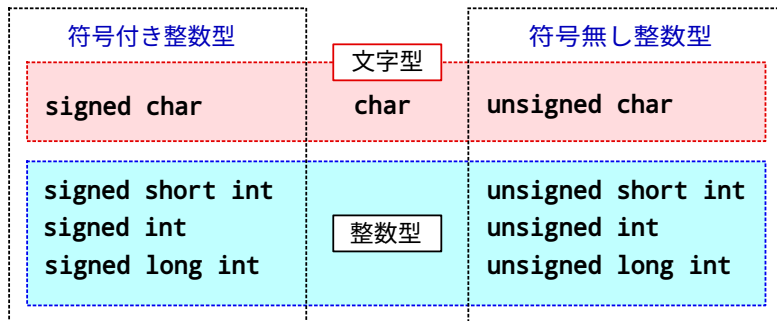 符号付き整数型 符号無し整数型
文字型
signed char char unsigned char
signed short int unsigned short int
signed int 整数型 unsigned int
signed long int unsigned long int